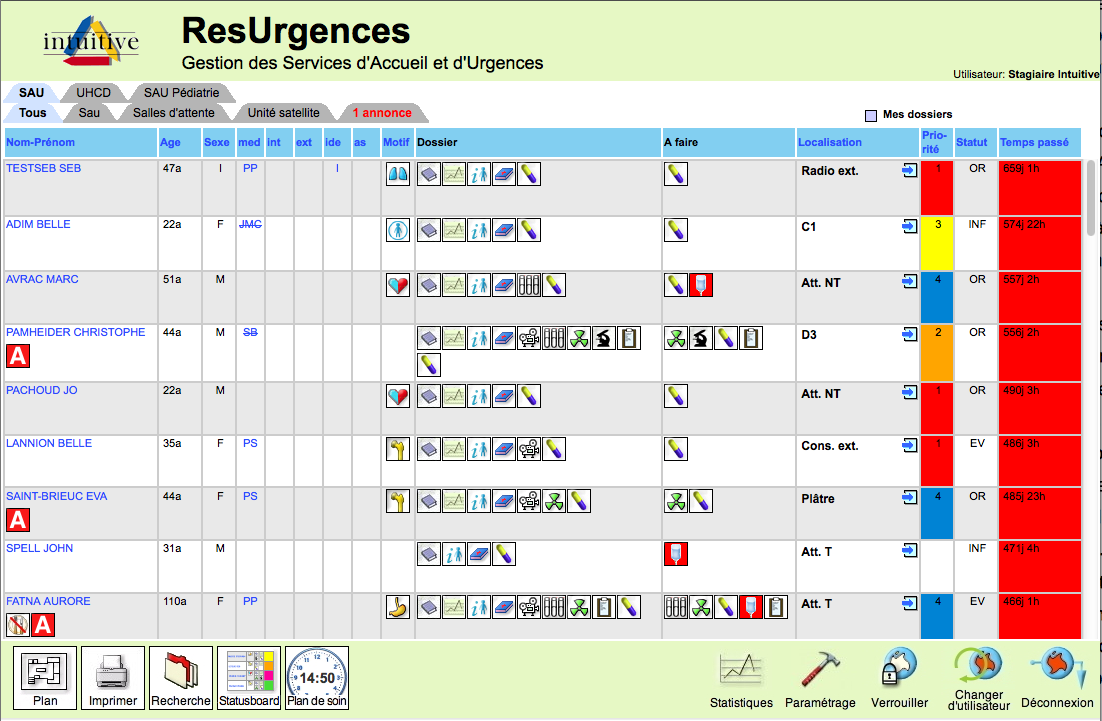 intuitive
ResUrgences
Gestion des Services d'Accueil et d'Urgences
Utilisateur: Stagiaire Intuitive
SAU UHCD SAU Pédiatrie
Tous Sau Salles d'attente Unité satellite 1 annonce
Mes dossiers
Nom-Prénom Age Sexe med int ext ide as Motif Dossier A faire Localisation Prio-rité Statut Temps passé
TESTSEB SEB 47a I PP I Radio ext. 1 OR 659j 1h
ADIM BELLE 22a F JMC C1 3 INF 574j 22h
AVRAC MARC 51a M Att. NT 4 OR 557j 2h
PAMHEIDER CHRISTOPHE 44a M SB D3 2 OR 556j 2h
A
PACHOUD JO 22a M Att. NT 1 OR 490j 3h
LANNION BELLE 35a F PS Cons. ext. 1 EV 486j 3h
SAINT-BRIEUC EVA 44a F PS Plâtre 4 OR 485j 23h
A
SPELL JOHN 31a M Att. T INF 471j 4h
FATNA AURORE 110a F PP Att. T 4 EV 466j 1h
A
14:50
Plan Imprimer Recherche Statusboard Plan de soin Statistiques Paramétrage Verrouiller Changer d'utilisateur Déconnexion